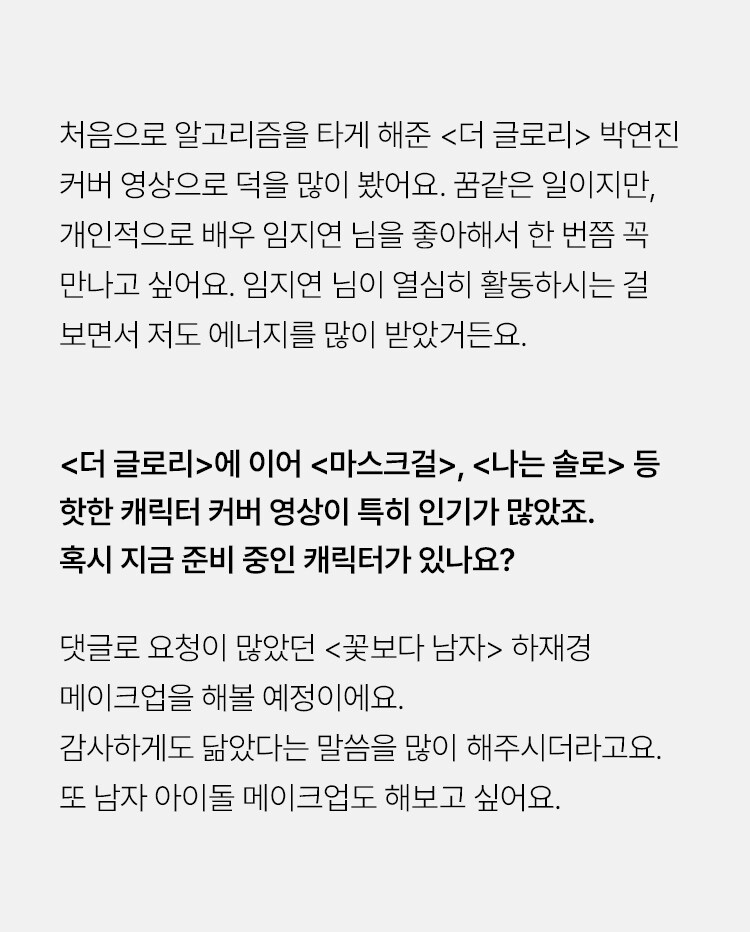 처음으로 알고리즘을 타게 해준 <더 글로리> 박연진
커버 영상으로 덕을 많이 봤어요. 꿈같은 일이지만,
개인적으로 배우 임지연 님을 좋아해서 한 번쯤 꼭
만나고 싶어요. 임지연 님이 열심히 활동하시는 걸
보면서 저도 에너지를 많이 받았거든요.
<더 글로리>에 이어 <마스크걸>, <나는 솔로> 등
핫한 캐릭터 커버 영상이 특히 인기가 많았죠.
혹시 지금 준비 중인 캐릭터가 있나요?
댓글로 요청이 많았던 <꽃보다 남자> 하재경
메이크업을 해볼 예정이에요.
감사하게도 닮았다는 말씀을 많이 해주시더라고요.
또 남자 아이돌 메이크업도 해보고 싶어요.